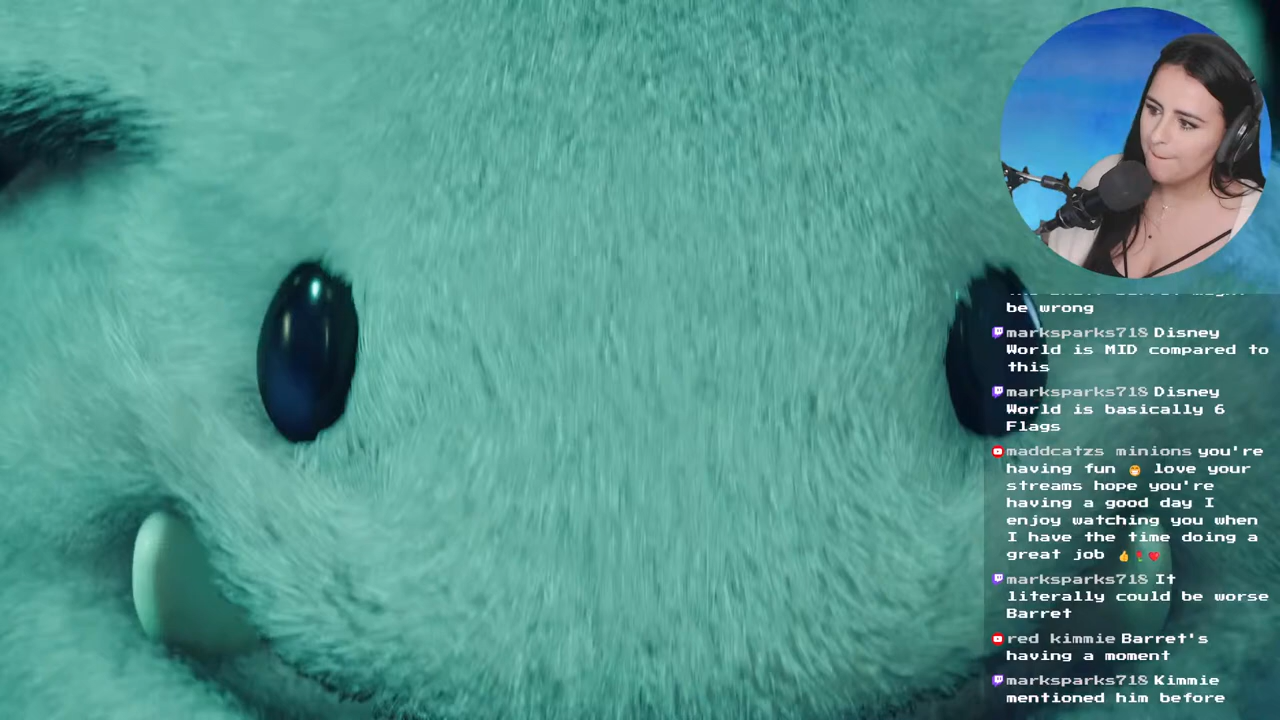 be wrong
marksparks718 Disney
World is MID compared to
this
marksparks718 Disney
World is basically 6
Flags
maddcatzs minions you're
having fun 😁 love your
streams hope you're
having a good day I
enjoy watching you when
I have the time doing a
great job 👍🌹❤️
marksparks718 It
literally could be worse
Barret
red kimmie Barret's
having a moment
marksparks718 Kimmie
mentioned him before